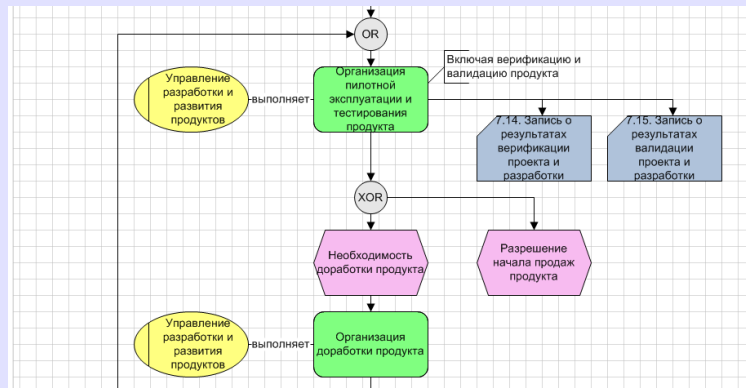 OR
Включая верификацию и
валидацию продукта
Управление
разработки и
развития
продуктов
выполняет
Организация
пилотной
эксплуатации и
тестирования
продукта
7.14. Запись о
результатах
верификации
проекта и
разработки
7.15. Запись о
результатах
валидации
проекта и
разработки
XOR
Необходимость
доработки продукта
Разрешение
начала продаж
продукта
Управление
разработки и
развития
продуктов
выполняет
Организация
доработки продукта